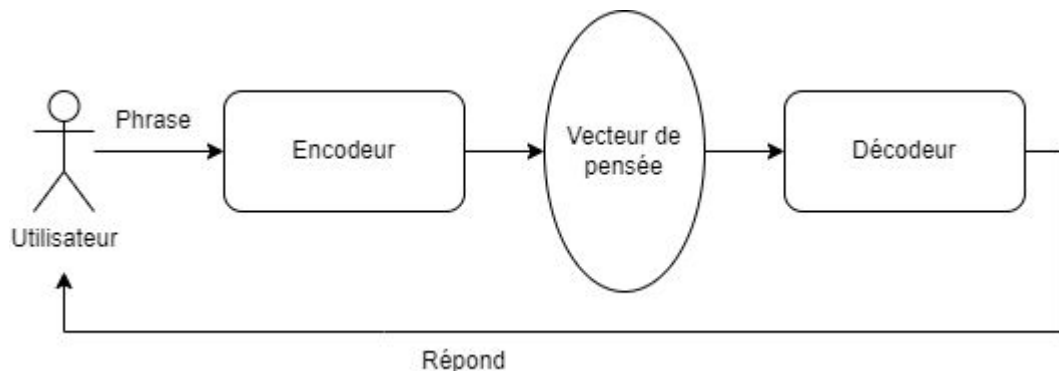 Phrase
Encodeur
Vecteur de
pensée
Décodeur
Utilisateur
Répond